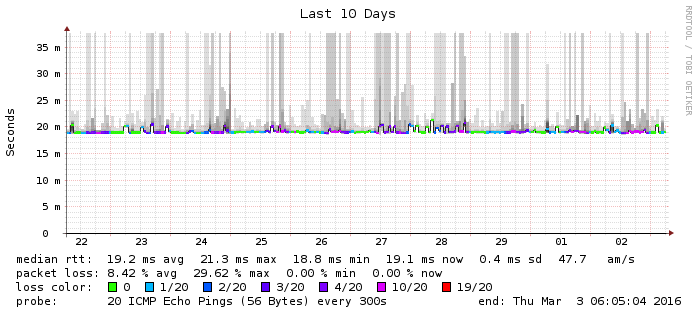 Last 10 Days
RRDTOOL / TOBI OETIKER
Seconds
35 m
30 m
25 m
20 m
15 m
10 m
5 m
0
22 23 24 25 26 27 28 29 01 02
median rtt: 19.2 ms avg 21.3 ms max 18.8 ms min 19.1 ms now 0.4 ms sd 47.7 am/s
packet loss: 8.42 % avg 29.62 % max 0.00 % min 0.00 % now
loss color: 0 1/20 2/20 3/20 4/20 10/20 19/20
probe: 20 ICMP Echo Pings (56 Bytes) every 300s end: Thu Mar 3 06:05:04 2016